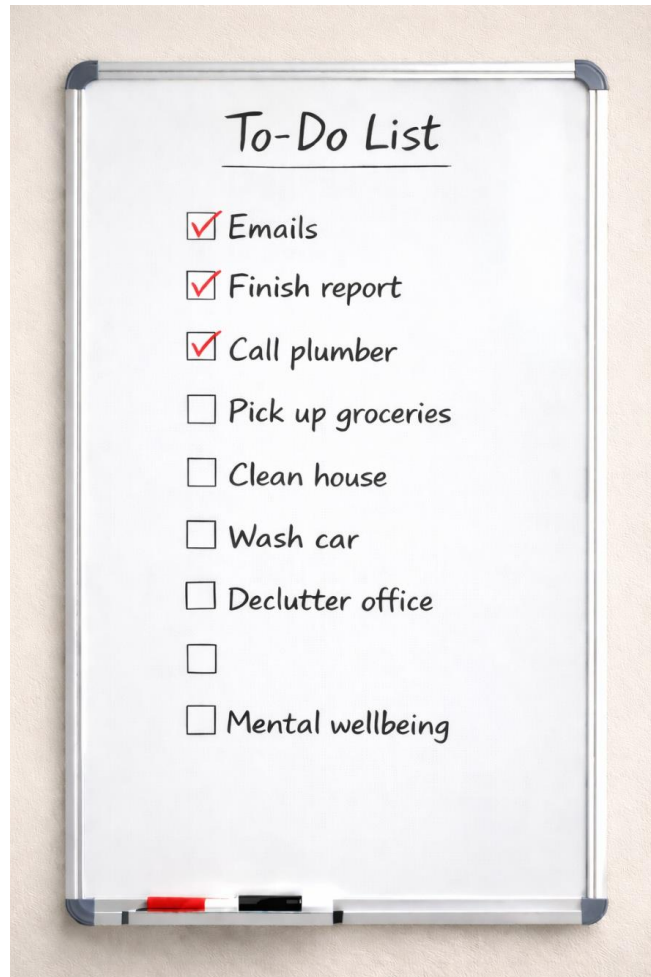 To-Do List
Emails
Finish report
Call plumber
Pick up groceries
Clean house
Wash car
Declutter office
Mental wellbeing